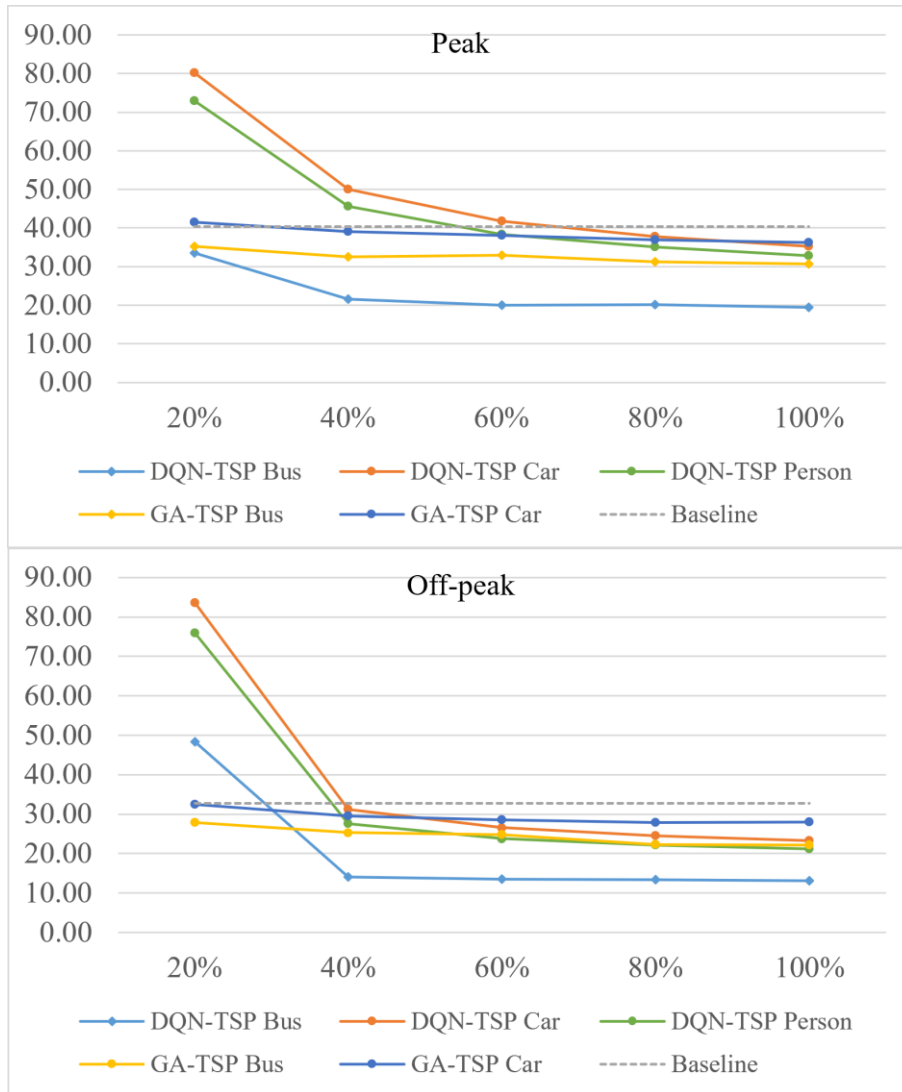 Peak
90.00
80.00
70.00
60.00
50.00
40.00
30.00
20.00
10.00
0.00
20% 40% 60% 80% 100%
DQN-TSP Bus DQN-TSP Car DQN-TSP Person
GA-TSP Bus GA-TSP Car Baseline
Off-peak
90.00
80.00
70.00
60.00
50.00
40.00
30.00
20.00
10.00
0.00
20% 40% 60% 80% 100%
DQN-TSP Bus DQN-TSP Car DQN-TSP Person
GA-TSP Bus GA-TSP Car Baseline